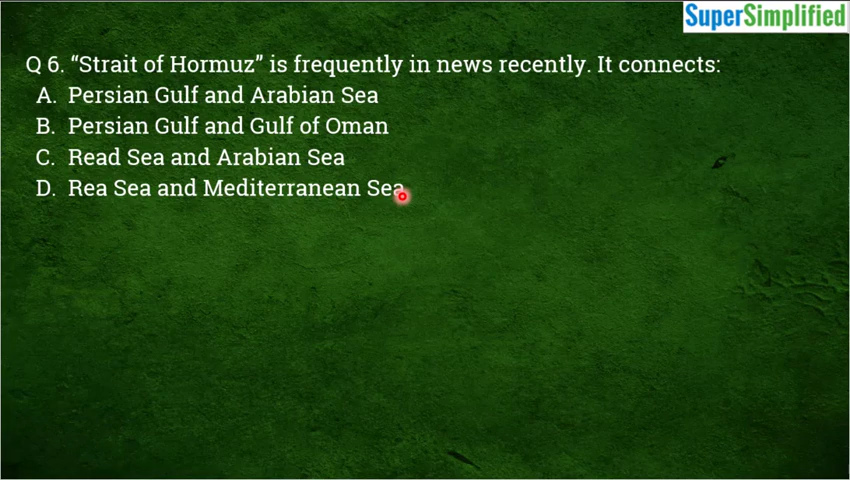 SuperSimplified
Q 6. “Strait of Hormuz” is frequently in news recently. It connects:
A. Persian Gulf and Arabian Sea
B. Persian Gulf and Gulf of Oman
C. Read Sea and Arabian Sea
D. Rea Sea and Mediterranean Sea